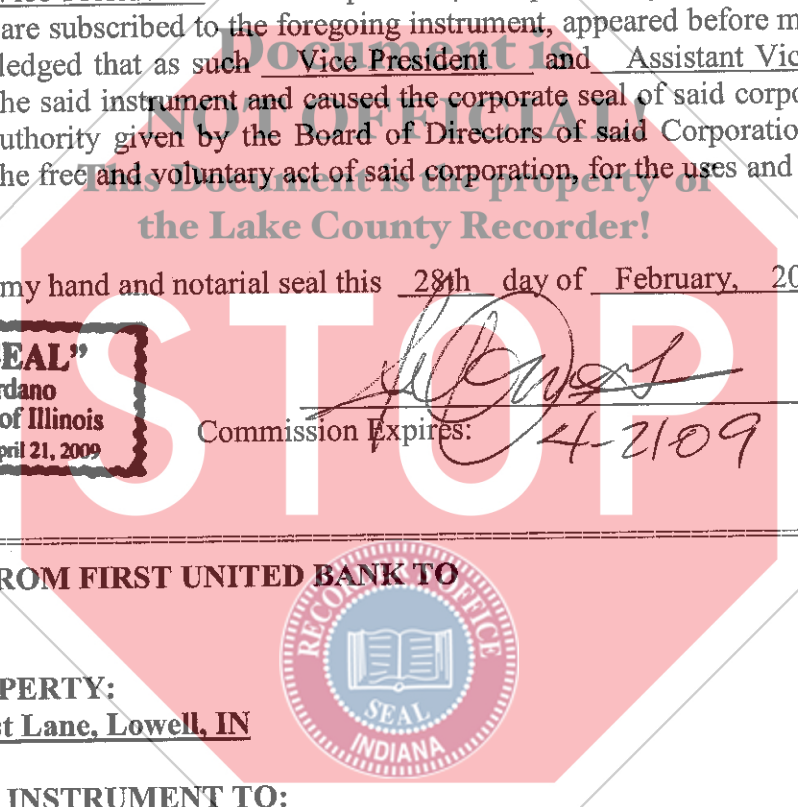 are subscribed to the foregoing instrument, appeared before m
Document is
ledged that as such Vice President and Assistant Vic
he said instrument and caused the corporate seal of said corpo
NOT OFFICIAL!
uthority given by the Board of Directors of said Corporatio
he free and voluntary act of said corporation, for the uses and
This Document is the property of
the Lake County Recorder!
my hand and notarial seal this 28th day of February, 20
STOP
EAL”
rdano
of Illinois
pril 21, 2009
Commission Expires: 4-21-09
ROM FIRST UNITED BANK TO
RECORDER OFFICE
SEAL
INDIANA
PERTY:
st Lane, Lowell, IN
INSTRUMENT TO: